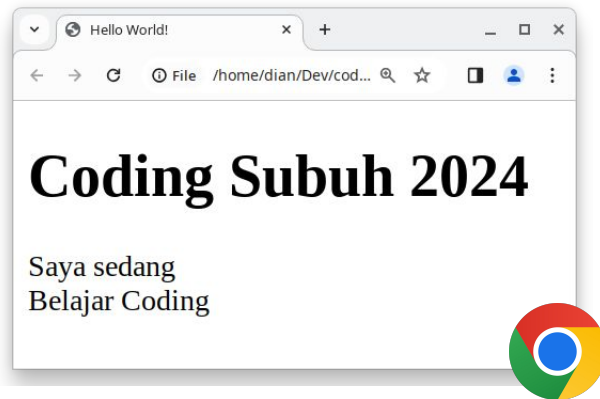 Hello World!
File /home/dian/Dev/cod...
Coding Subuh 2024
Saya sedang
Belajar Coding